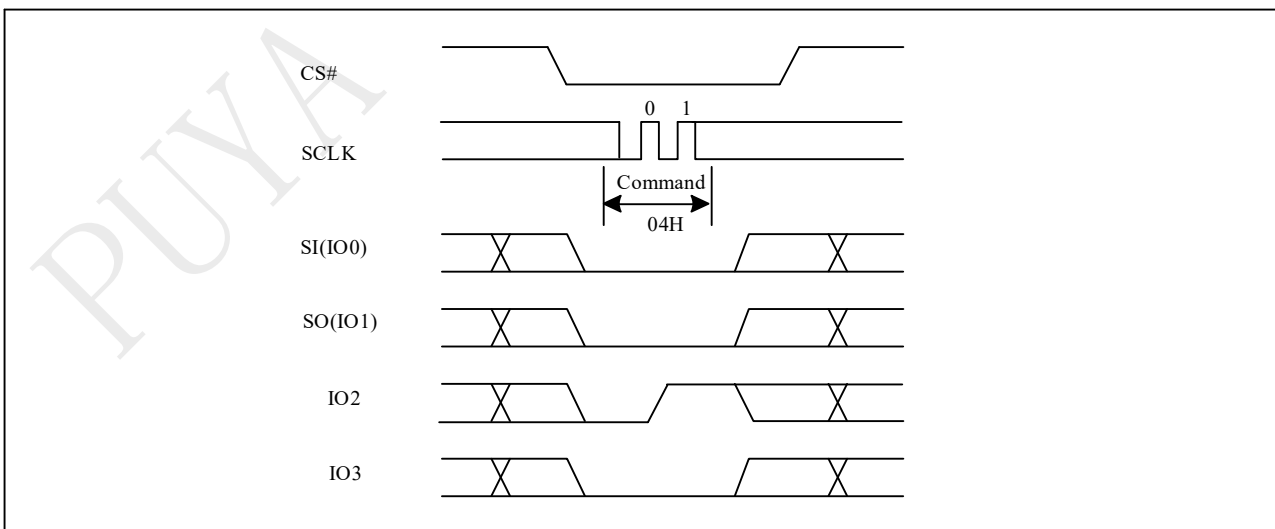 PUYA
CS#
0 1
SCLK
Command
04H
SI(IO0)
SO(IO1)
IO2
IO3